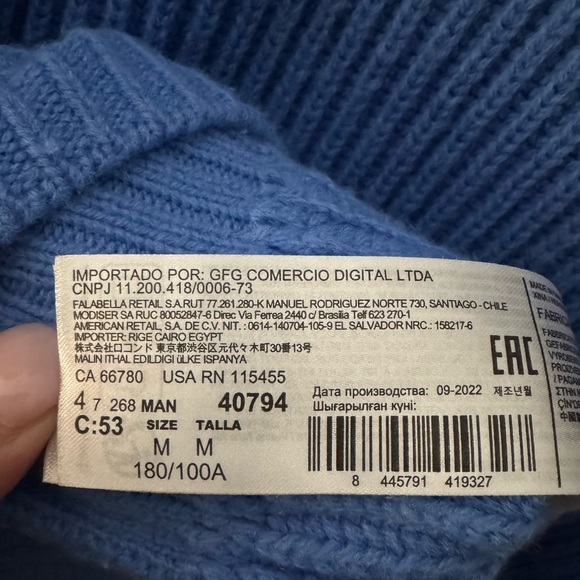 IMPORTADO POR: GFG COMERCIO DIGITAL LTDA
CNPJ 11.200.418/0006-73
FALABELLA RETAIL S.A.RUT 77.261.280-K MANUEL RODRIGUEZ NORTE 730, SANTIAGO - CHILE
MODISER SA RUC 80052847-6 Direc Via Ferrea 2440 c/ Brasilia Telf 623 270-1
AMERICAN RETAIL, S.A. DE C.V. NIT. : 0614-140704-105-9 EL SALVADOR NRC.: 158217-6
IMPORTER: RIGE CAIRO EGYPT
株式会社ロコンド 東京都渋谷区元代々木町30番13号
MALIN ITHAL EDILDIGI üLKE ISPANYA
CA 66780 USA RN 115455
4 7 268 MAN 40794
C:53 SIZE TALLA
M M
180/100A
EAC
Дата производства: 09-2022 제조년월
Шығарылған күні:
8 445791 419327
MADE IN
FABRIC